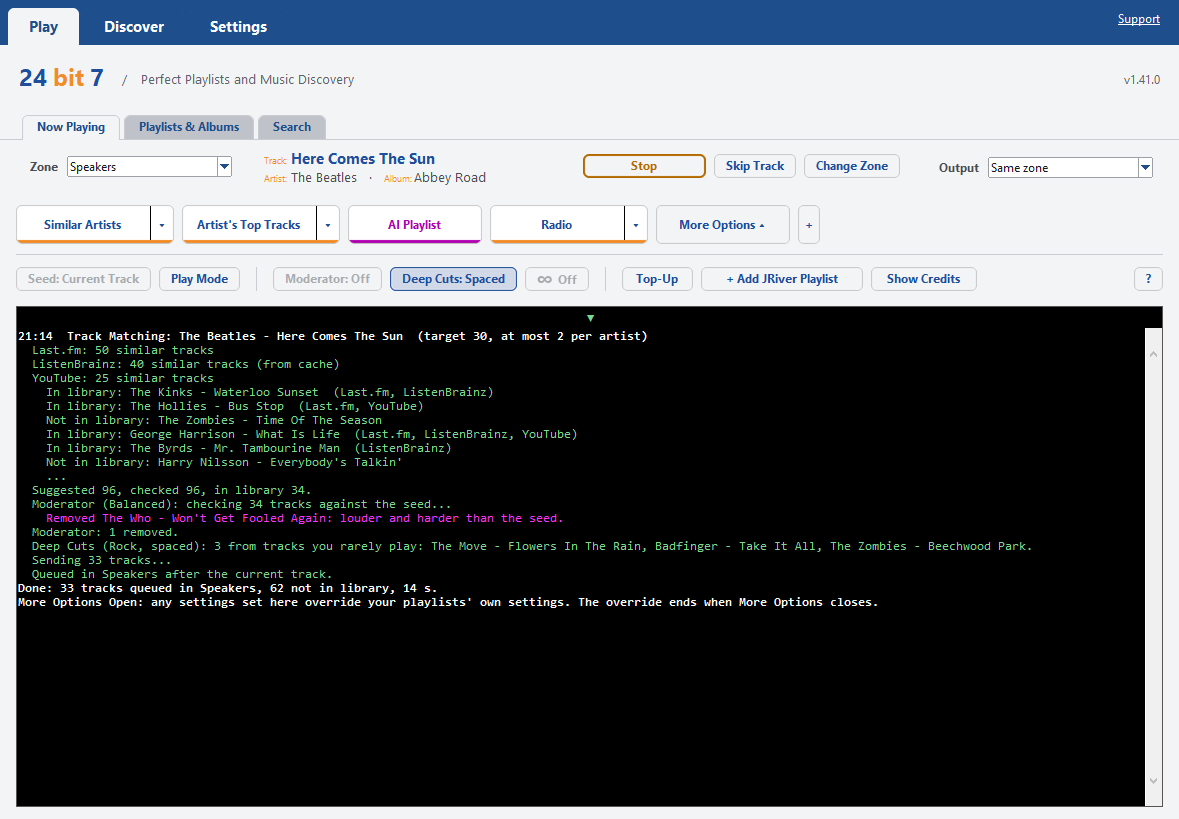 Play Discover Settings Support
24 bit 7 / Perfect Playlists and Music Discovery v1.41.0
Now Playing Playlists & Albums Search
Zone Speakers Track: Here Comes The Sun Stop Skip Track Change Zone Output Same zone
Artist: The Beatles · Album: Abbey Road
Similar Artists Artist's Top Tracks AI Playlist Radio More Options +
Seed: Current Track Play Mode Moderator: Off Deep Cuts: Spaced ∞ Off Top-Up + Add JRiver Playlist Show Credits ?
21:14 Track Matching: The Beatles - Here Comes The Sun (target 30, at most 2 per artist)
Last.fm: 50 similar tracks
ListenBrainz: 40 similar tracks (from cache)
YouTube: 25 similar tracks
In library: The Kinks - Waterloo Sunset (Last.fm, ListenBrainz)
In library: The Hollies - Bus Stop (Last.fm, YouTube)
Not in library: The Zombies - Time Of The Season
In library: George Harrison - What Is Life (Last.fm, ListenBrainz, YouTube)
In library: The Byrds - Mr. Tambourine Man (ListenBrainz)
Not in library: Harry Nilsson - Everybody's Talkin'
...
Suggested 96, checked 96, in library 34.
Moderator (Balanced): checking 34 tracks against the seed...
Removed The Who - Won't Get Fooled Again: louder and harder than the seed.
Moderator: 1 removed.
Deep Cuts (Rock, spaced): 3 from tracks you rarely play: The Move - Flowers In The Rain, Badfinger - Take It All, The Zombies - Beechwood Park.
Sending 33 tracks...
Queued in Speakers after the current track.
Done: 33 tracks queued in Speakers, 62 not in library, 14 s.
More Options Open: any settings set here override your playlists' own settings. The override ends when More Options closes.